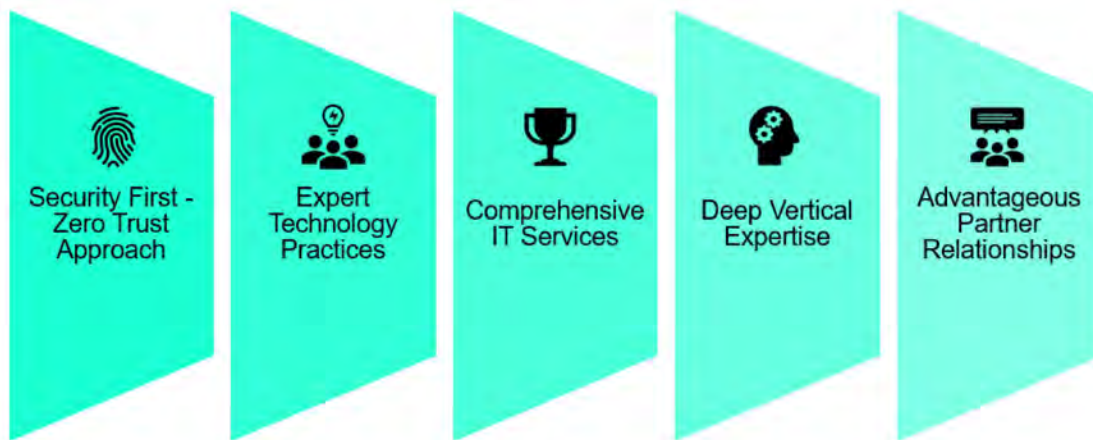 Security First -
Zero Trust
Approach
Expert
Technology
Practices
Comprehensive
IT Services
Deep Vertical
Expertise
Advantageous
Partner
Relationships